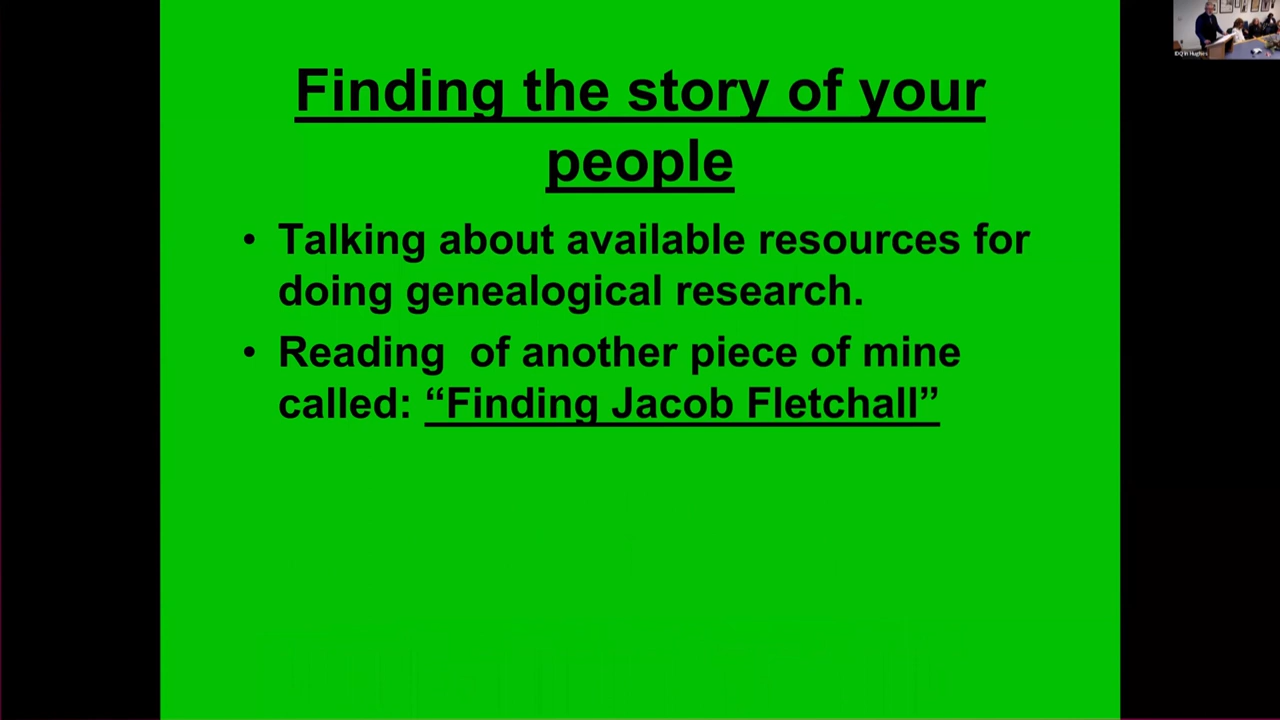 Finding the story of your
people
• Talking about available resources for
doing genealogical research.
• Reading  of another piece of mine
called: “Finding Jacob Fletchall”